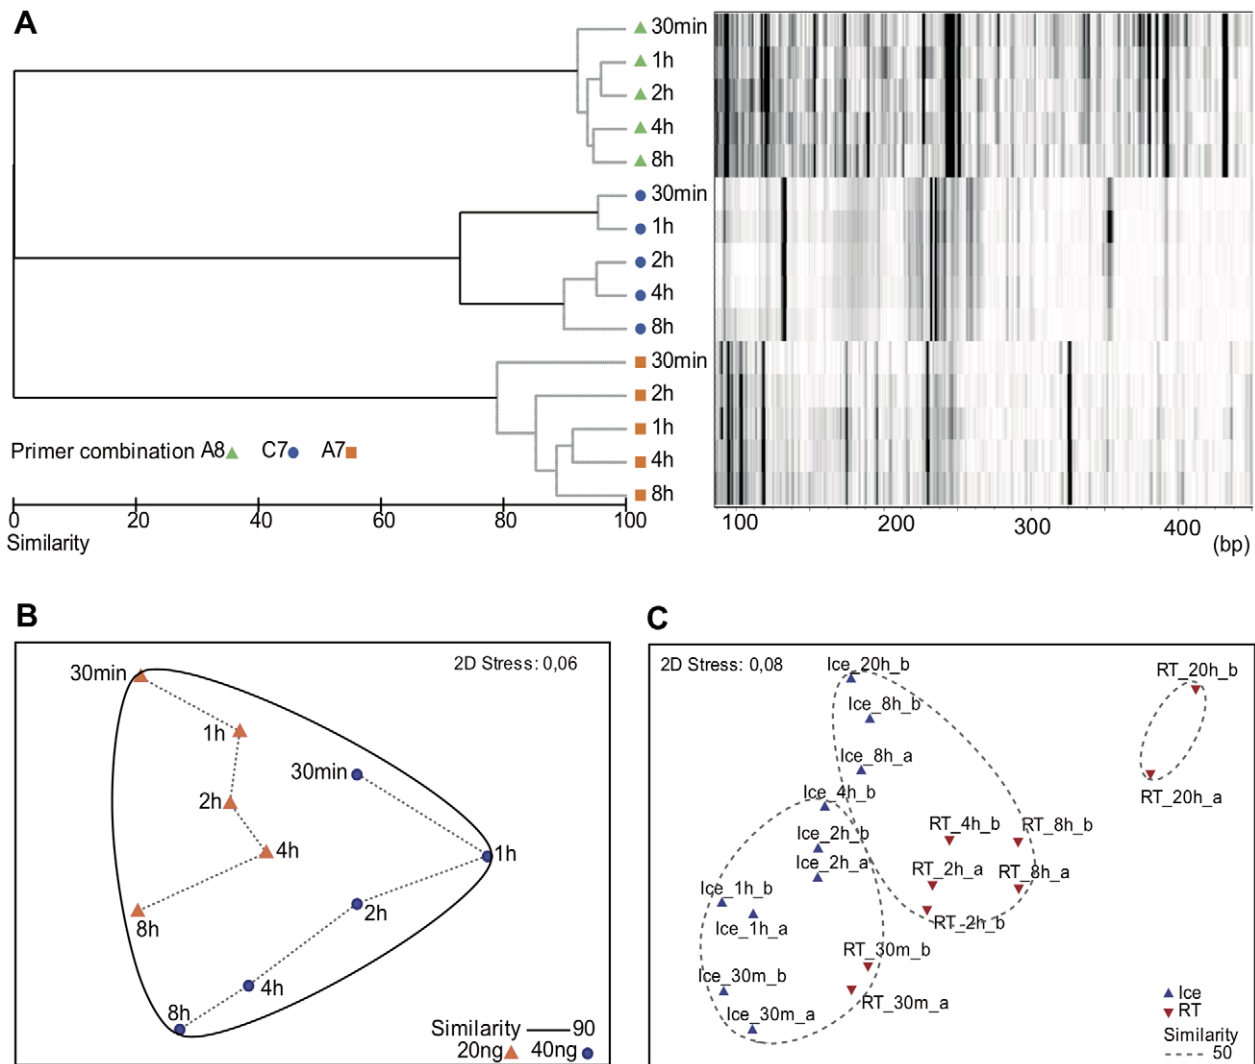 A
30min
1h
2h
4h
8h
30min
1h
2h
4h
8h
30min
2h
1h
4h
8h
Primer combination A8 C7 A7
0 20 40 60 80 100
Similarity
100 200 300 400
(bp)
B
2D Stress: 0,06
30min
1h
2h
4h
8h
30min
1h
2h
4h
8h
Similarity 90
20ng 40ng
C
2D Stress: 0,08
Ice_20h_b
Ice_8h_b
Ice_8h_a
Ice_4h_b
Ice_2h_b
Ice_2h_a
Ice_1h_b
Ice_1h_a
Ice_30m_b
Ice_30m_a
RT_20h_b
RT_20h_a
RT_4h_b
RT_8h_b
RT_2h_a
RT_8h_a
RT_2h_b
RT_30m_b
RT_30m_a
Ice
RT
Similarity
50